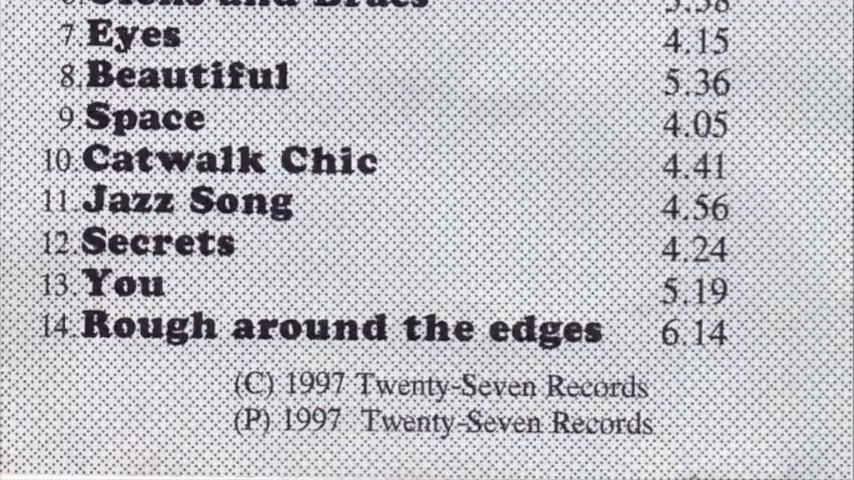 7. Eyes 4.15
8. Beautiful 5.36
9. Space 4.05
10. Catwalk Chic 4.41
11. Jazz Song 4.56
12. Secrets 4.24
13. You 5.19
14. Rough around the edges 6.14
(C) 1997 Twenty-Seven Records
(P) 1997 Twenty-Seven Records